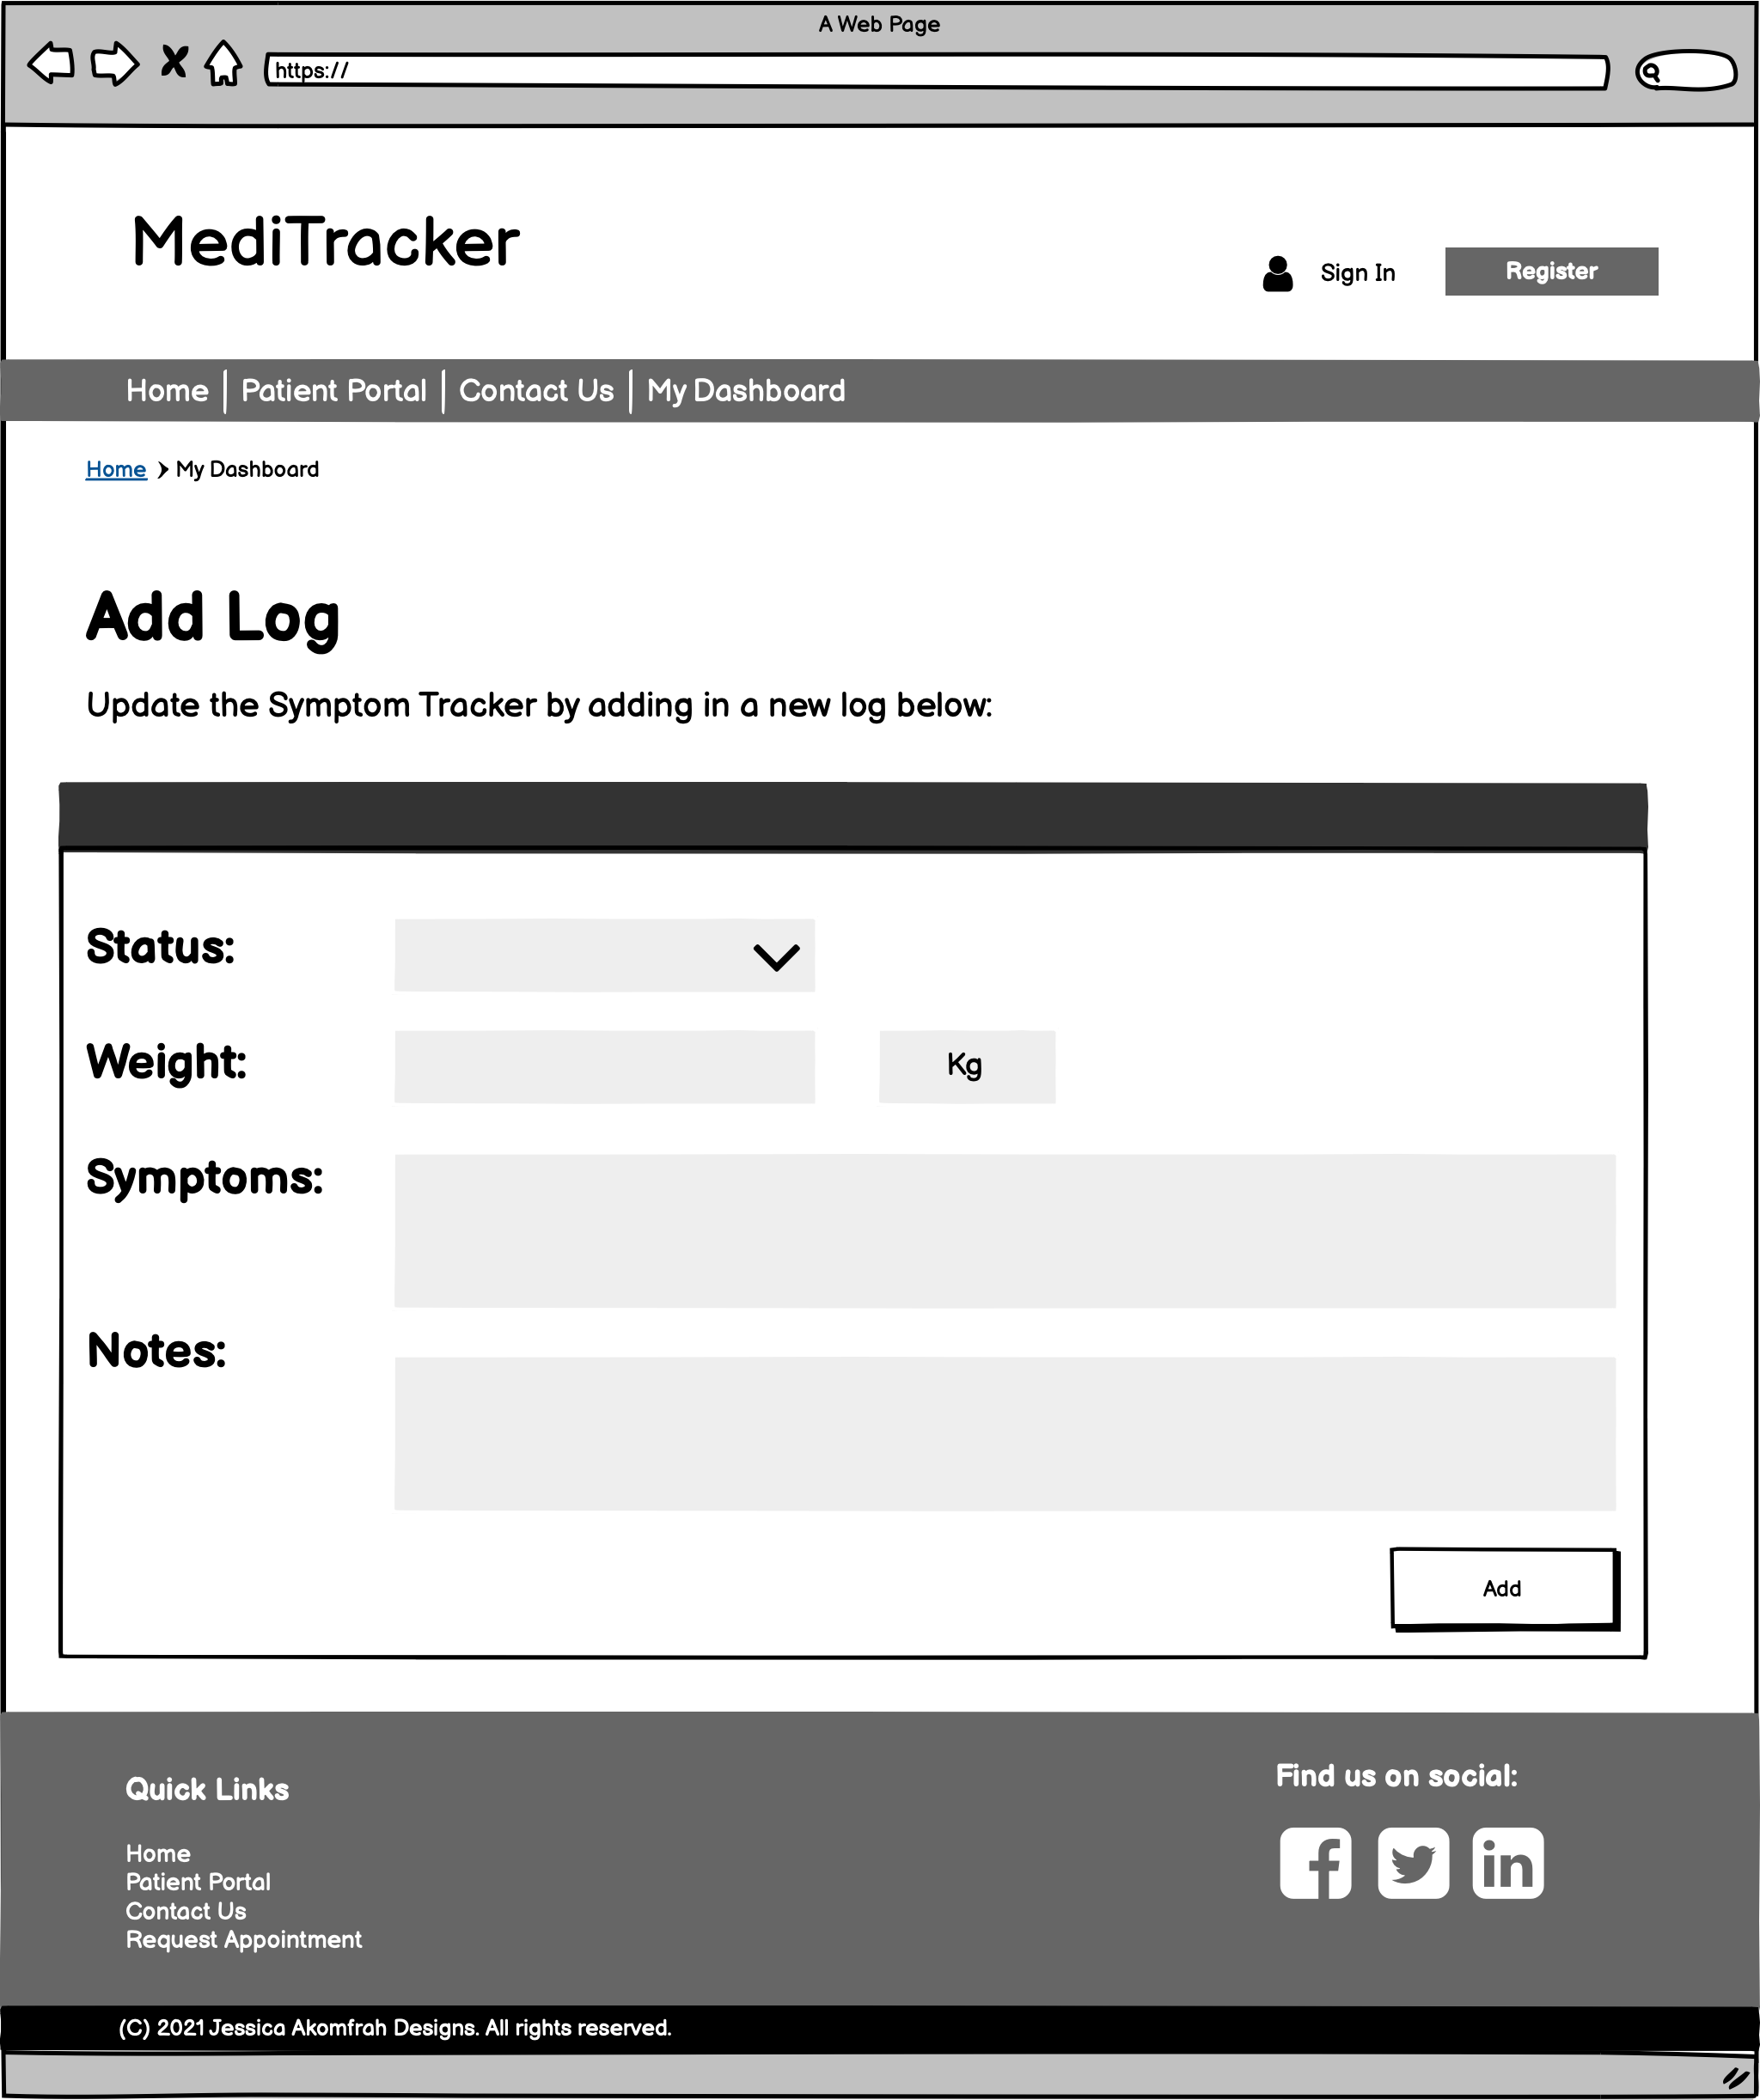 A Web Page
https://
MediTracker
Sign In
Register
Home
Patient Portal
Contact Us
My Dashboard
Home
My Dashboard
Add Log
Update the Symptom Tracker by adding in a new log below:
Status:
Weight:
Kg
Symptoms:
Notes:
Add
Quick Links
Home
Patient Portal
Contact Us
Request Appointment
Find us on social:
(C) 2021 Jessica Akomfrah Designs. All rights reserved.